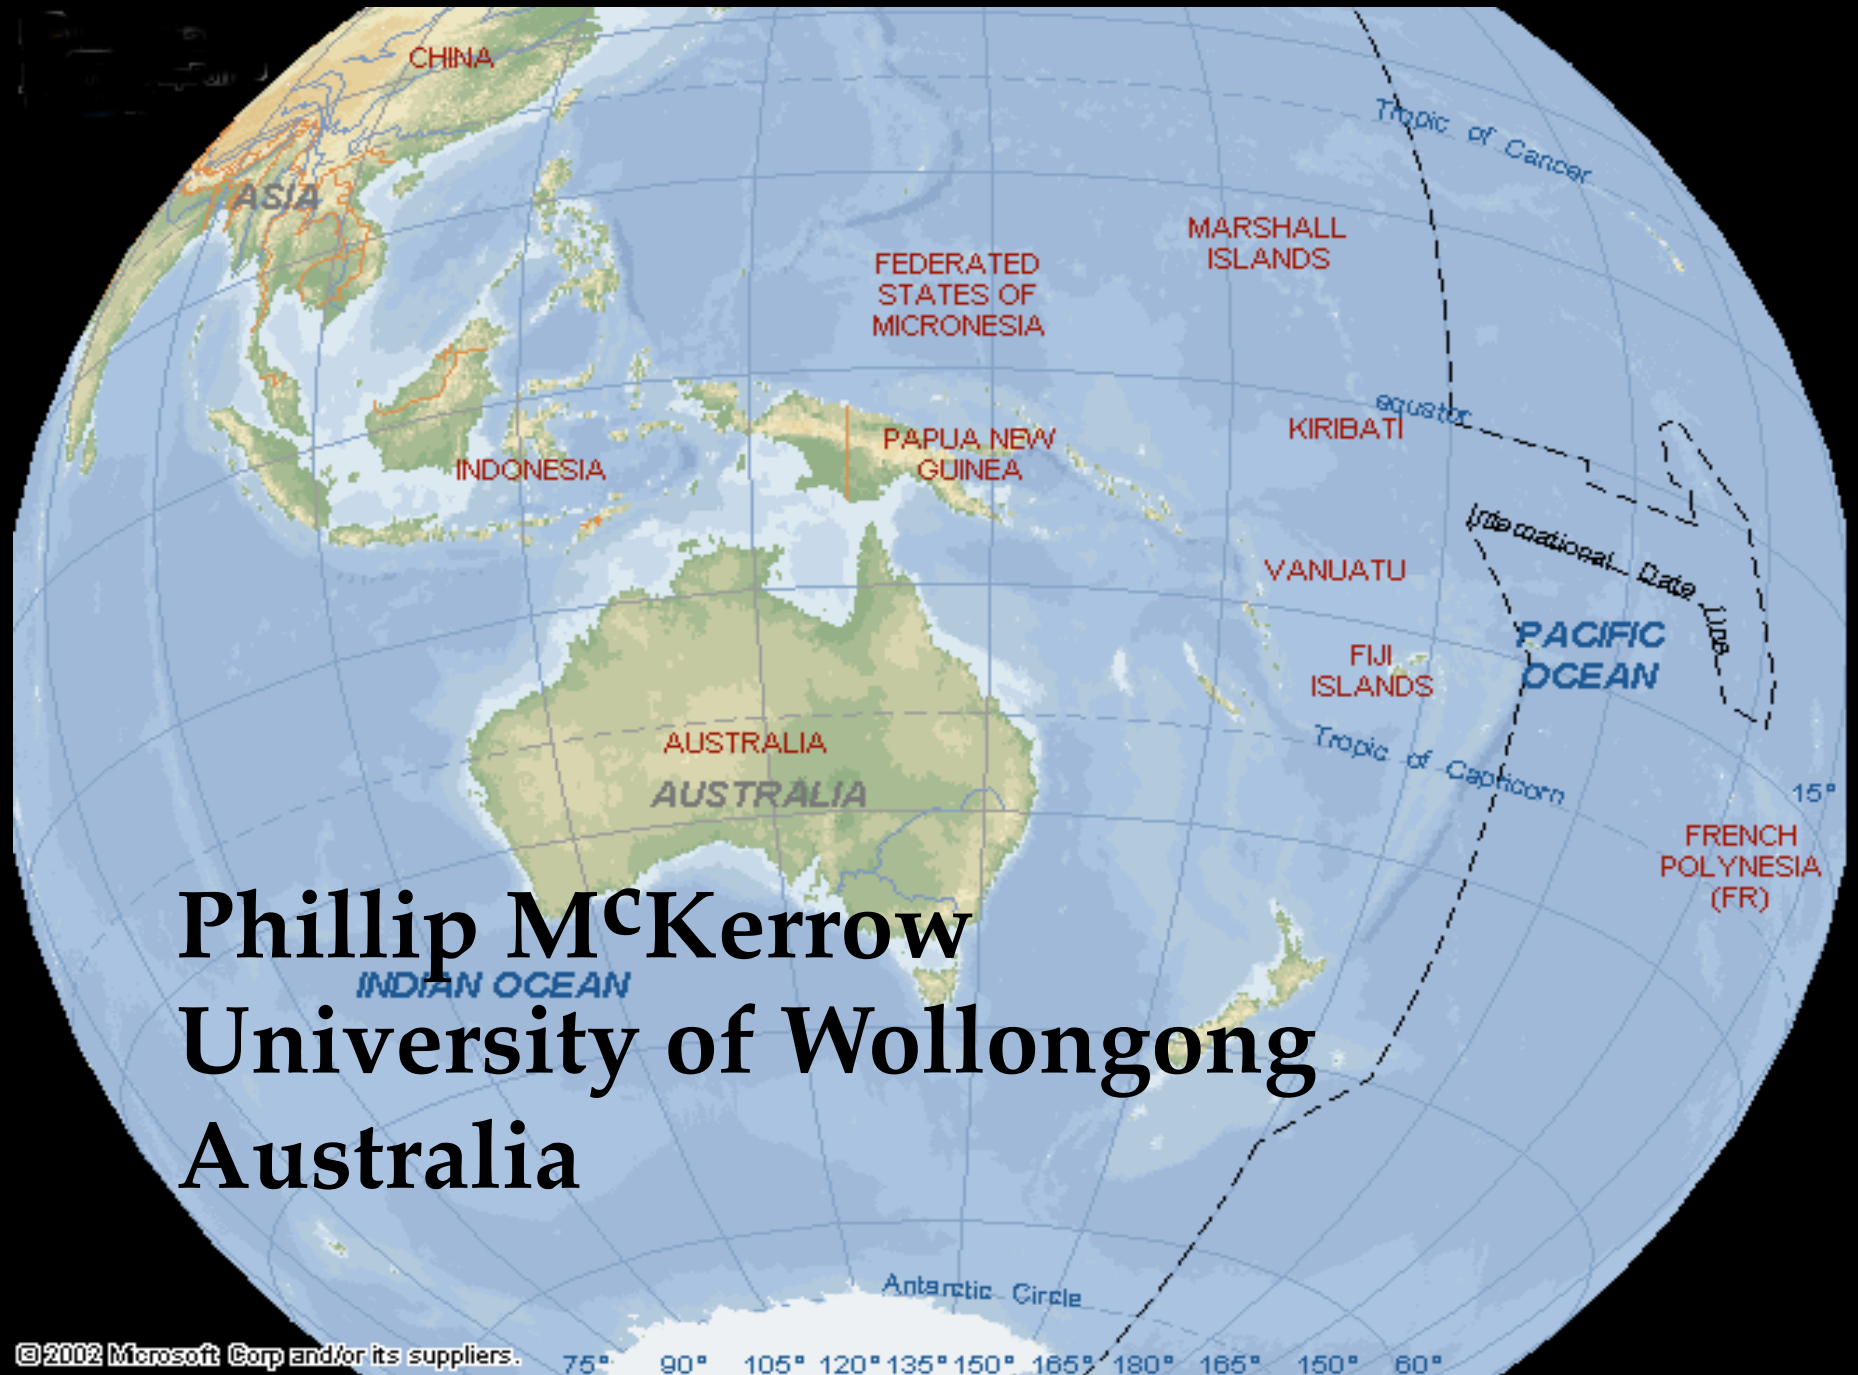 CHINA
Tropic of Cancer
ASIA
MARSHALL
ISLANDS
FEDERATED
STATES OF
MICRONESIA
equator
KIRIBATI
PAPUA NEW
GUINEA
INDONESIA
International Date Line
VANUATU
PACIFIC
OCEAN
FIJI
ISLANDS
AUSTRALIA
Tropic of Capricorn
AUSTRALIA
15°
FRENCH
POLYNESIA
(FR)
Phillip McKerrow
INDIAN OCEAN
University of Wollongong
Australia
Antarctic Circle
© 2002 Microsoft Corp and/or its suppliers.
75° 90° 105° 120° 135° 150° 165° 180° 165° 150° 60°